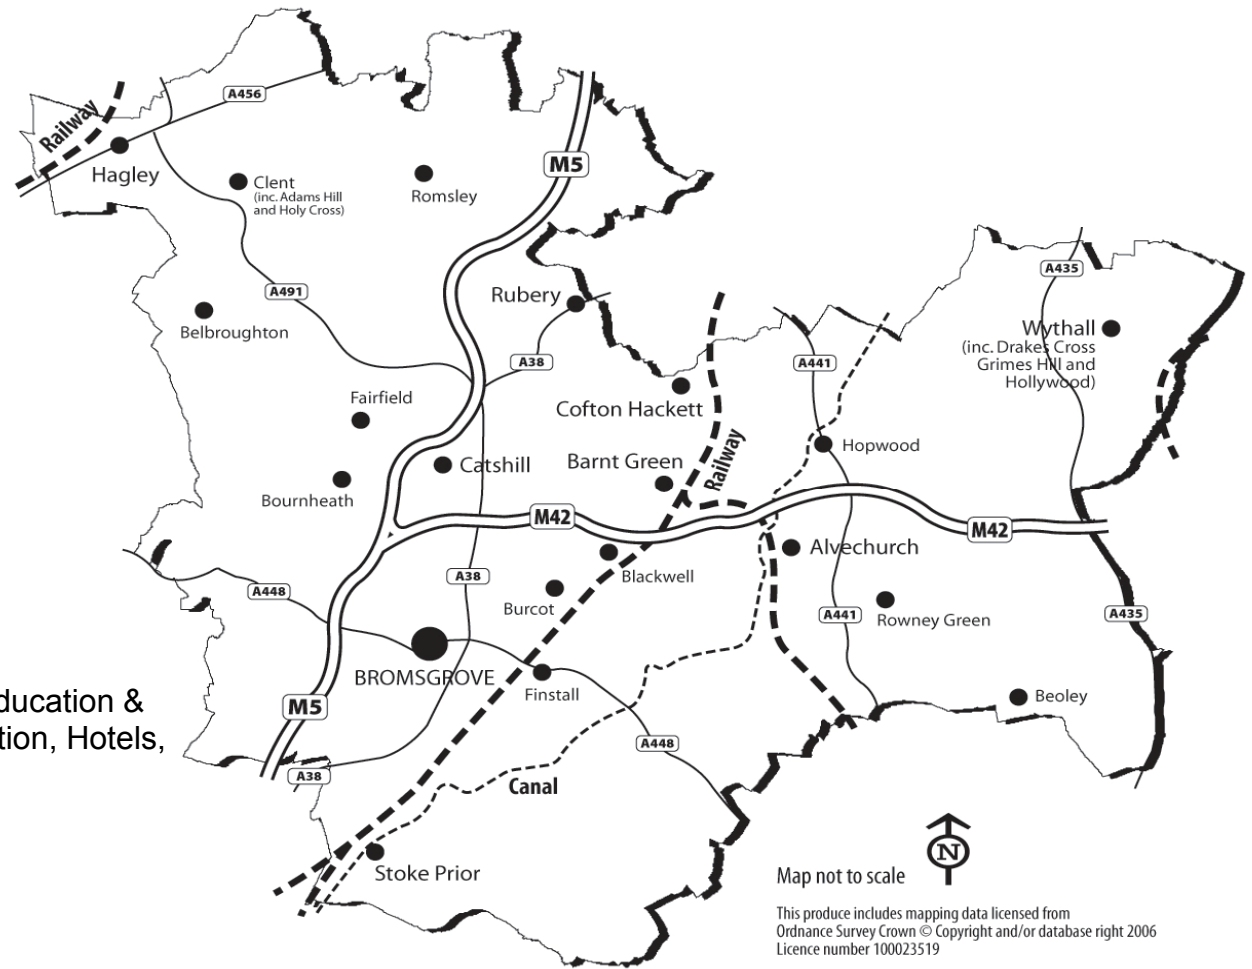 A456
Railway
Hagley
Clent
(inc. Adams Hill
and Holy Cross)
Romsley
M5
A491
Rubery
Belbroughton
A38
Fairfield
Cofton Hackett
A441
A435
Wythall
(inc. Drakes Cross
Grimes Hill and
Hollywood)
Hopwood
Catshill
Barnt Green
Railway
Bournheath
M42
M42
Alvechurch
Blackwell
A448
A38
Burcot
A441
Rowney Green
A435
BROMSGROVE
Finstall
Beoley
M5
ducation &
tion, Hotels,
A448
A38
Canal
Stoke Prior
N
Map not to scale
This produce includes mapping data licensed from
Ordnance Survey Crown © Copyright and/or database right 2006
Licence number 100023519